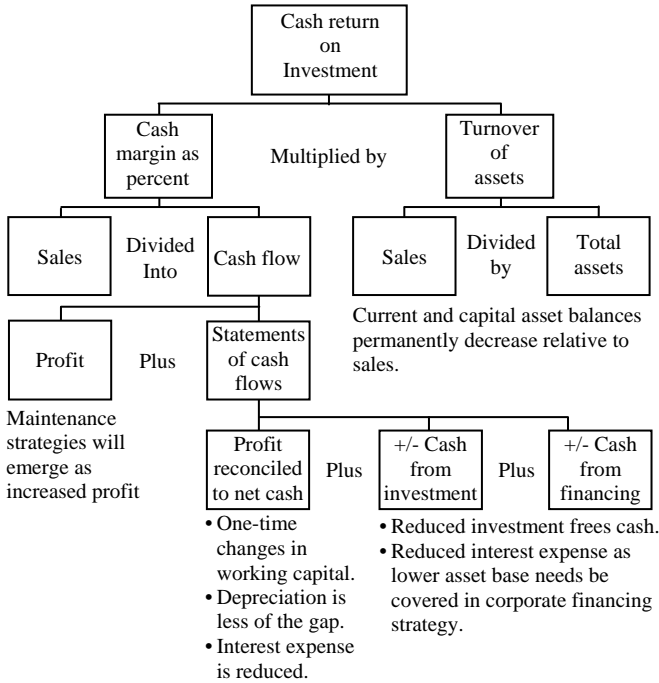 Cash return
on
Investment
Cash
margin as
percent
Multiplied by
Turnover
of
assets
Sales
Divided
Into
Cash flow
Sales
Divided
by
Total
assets
Current and capital asset balances
permanently decrease relative to
sales.
Profit
Plus
Statements
of cash
flows
Maintenance
strategies will
emerge as
increased profit
Profit
reconciled
to net cash
Plus
+/- Cash
from
investment
Plus
+/- Cash
from
financing
• One-time
changes in
working capital.
• Depreciation is
less of the gap.
• Interest expense
is reduced.
• Reduced investment frees cash.
• Reduced interest expense as
lower asset base needs be
covered in corporate financing
strategy.